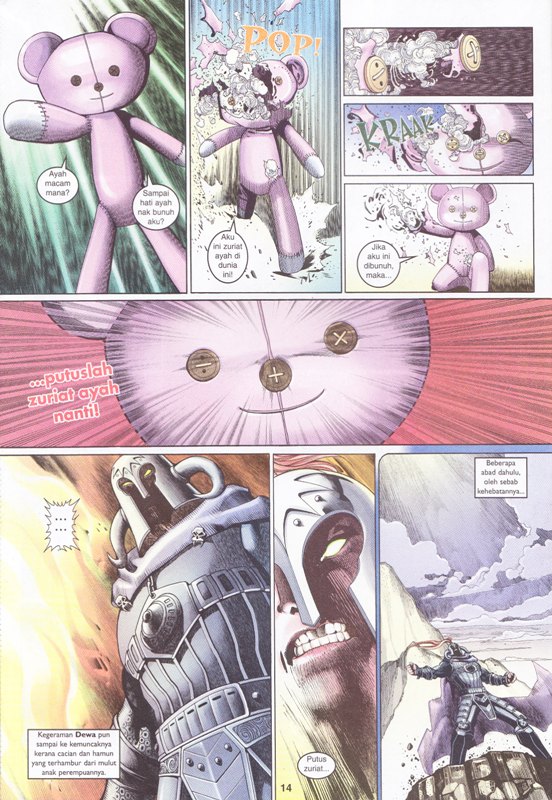 Ayah
macam
mana?
Sampai
hati ayah
nak bunuh
aku?
POP!
Aku
ini zuriat
ayah di
dunia
ini!
KRAAK
Jika
aku ini
dibunuh,
maka...
...putuslah
zuriat ayah
nanti!
...
...
Kegeraman Dewa pun
sampai ke kemuncaknya
kerana cacian dan hamun
yang terhambur dari mulut
anak perempuannya.
Putus
zuriat...
Beberapa
abad dahulu,
oleh sebab
kehebatannya...
14